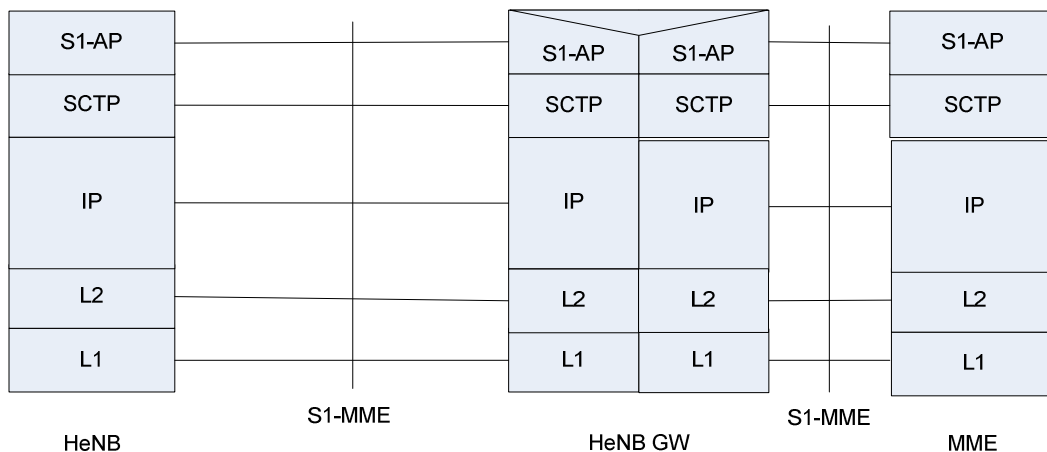 S1-AP
S1-AP
S1-AP
S1-AP
SCTP
SCTP
SCTP
SCTP
IP
IP
IP
IP
L2
L2
L2
L2
L1
L1
L1
L1
S1-MME
S1-MME
HeNB
HeNB GW
MME